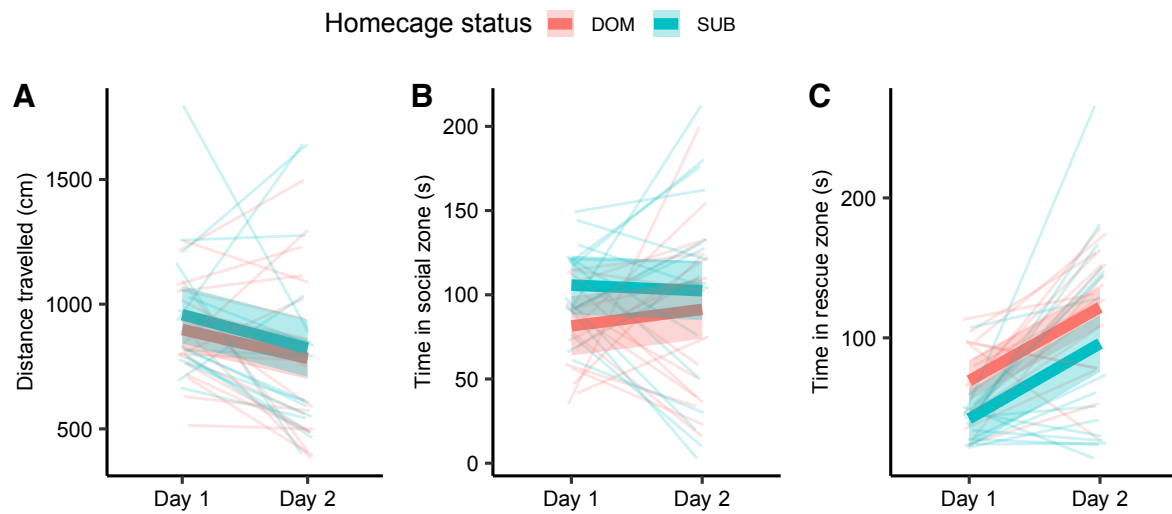 Homecage status DOM SUB
A
Distance travelled (cm)
1500
1000
500
Day 1 Day 2
B
Time in social zone (s)
200
150
100
50
0
Day 1 Day 2
C
Time in rescue zone (s)
200
100
Day 1 Day 2